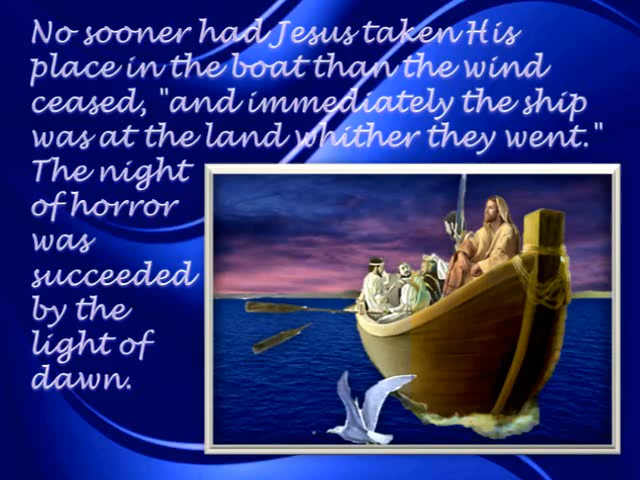 No sooner had Jesus taken His
place in the boat than the wind
ceased, "and immediately the ship
was at the land whither they went."
The night
of horror
was
succeeded
by the
light of
dawn.